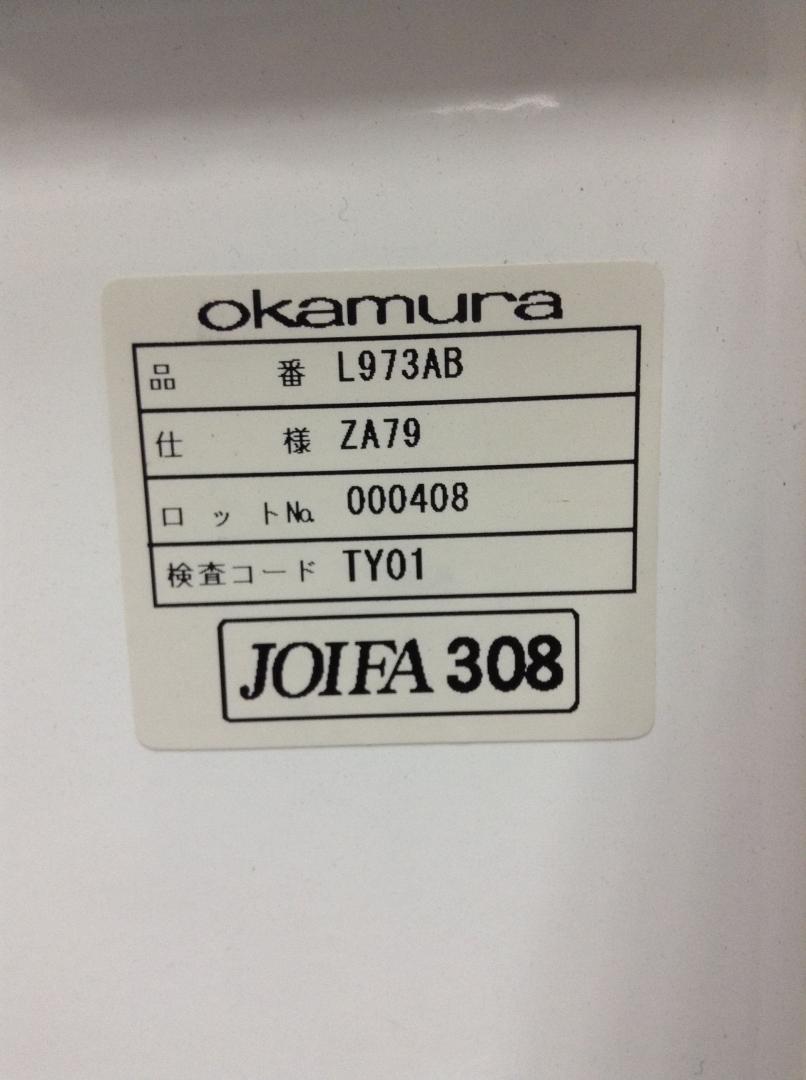 okamura
品番 L973AB
仕様 ZA79
ロットNo. 000408
検査コード TY01
JOIFA 308